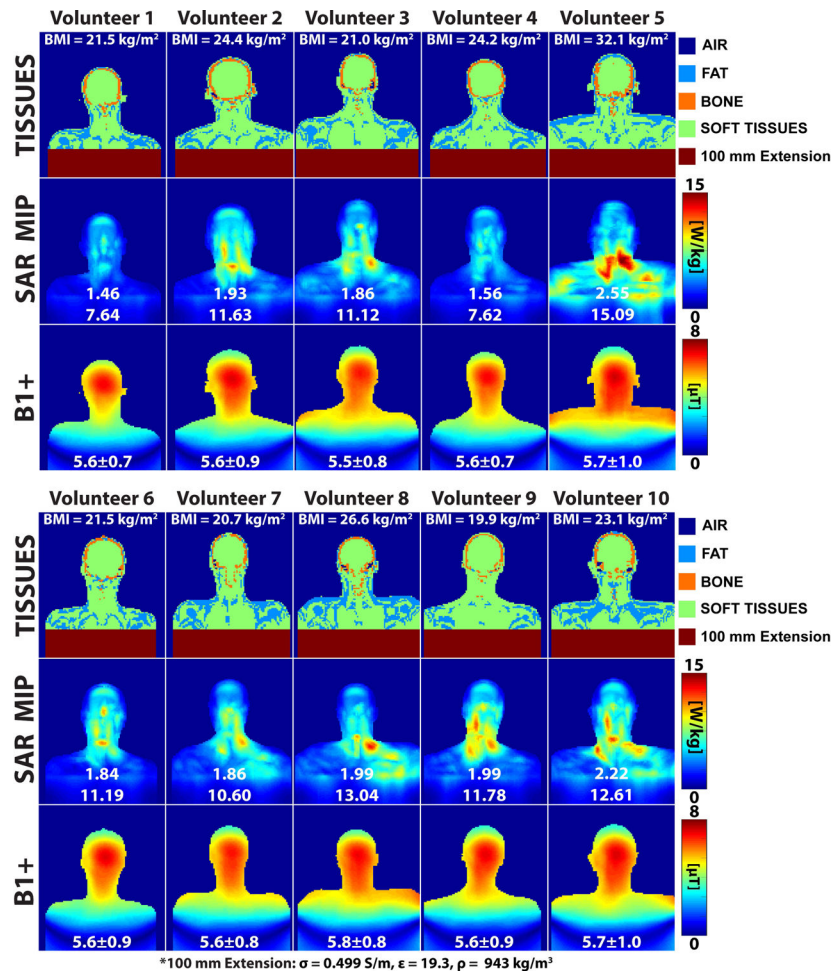 Volunteer 1 Volunteer 2 Volunteer 3 Volunteer 4 Volunteer 5
BMI = 21.5 kg/m² BMI = 24.4 kg/m² BMI = 21.0 kg/m² BMI = 24.2 kg/m² BMI = 32.1 kg/m²
TISSUES
AIR
FAT
BONE
SOFT TISSUES
100 mm Extension
SAR MIP
1.46 1.93 1.86 1.56 2.55
7.64 11.63 11.12 7.62 15.09
15
[W/kg]
0
B1+
5.6±0.7 5.6±0.9 5.5±0.8 5.6±0.7 5.7±1.0
8
[µT]
0
Volunteer 6 Volunteer 7 Volunteer 8 Volunteer 9 Volunteer 10
BMI = 21.5 kg/m² BMI = 20.7 kg/m² BMI = 26.6 kg/m² BMI = 19.9 kg/m² BMI = 23.1 kg/m²
TISSUES
AIR
FAT
BONE
SOFT TISSUES
100 mm Extension
SAR MIP
1.84 1.86 1.99 1.99 2.22
11.19 10.60 13.04 11.78 12.61
15
[W/kg]
0
B1+
5.6±0.9 5.6±0.8 5.8±0.8 5.6±0.9 5.7±1.0
8
[µT]
0
*100 mm Extension: σ = 0.499 S/m, ε = 19.3, ρ = 943 kg/m³